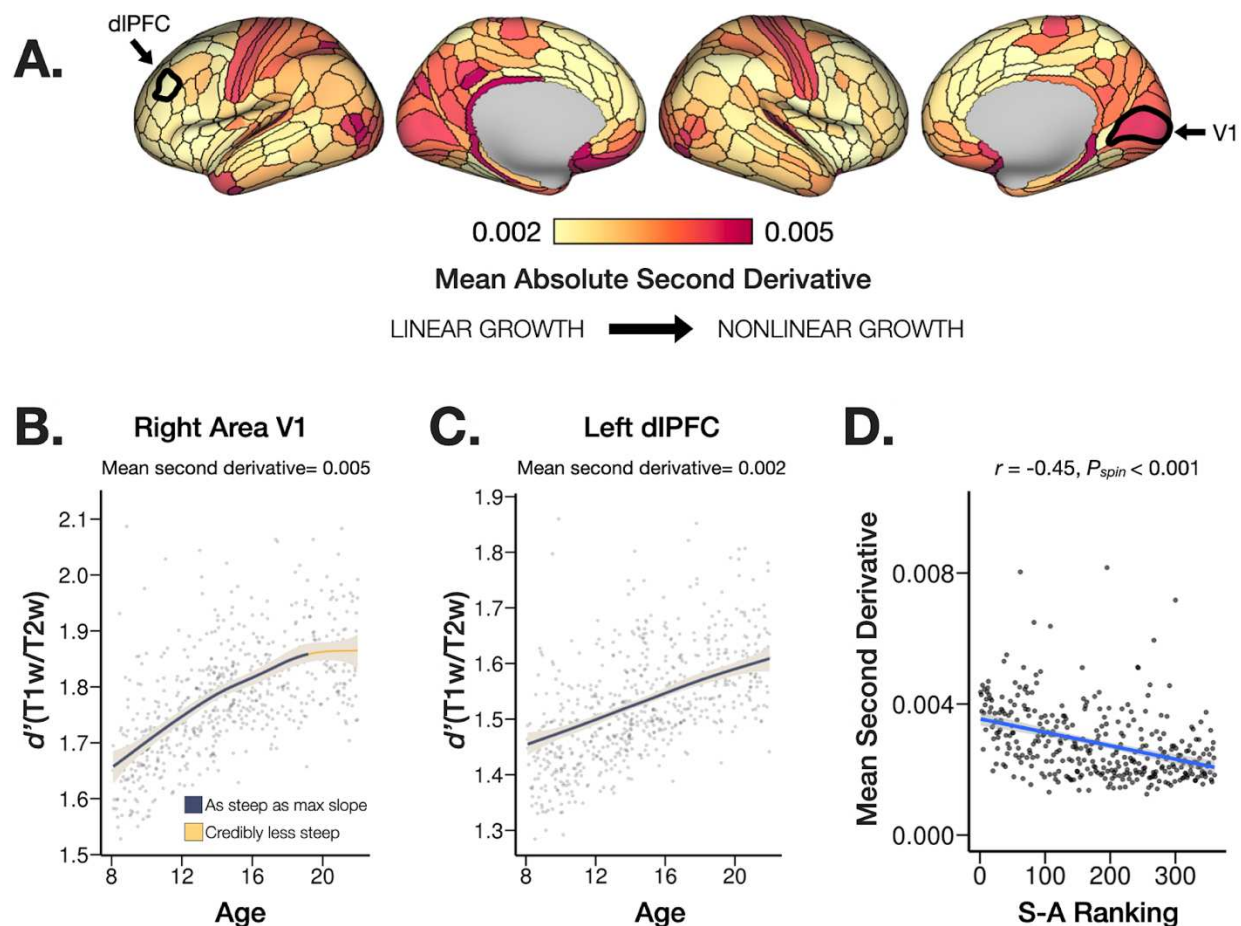 A.
dlPFC
V1
0.002
0.005
Mean Absolute Second Derivative
LINEAR GROWTH
NONLINEAR GROWTH
B.
Right Area V1
Mean second derivative= 0.005
d’(T1w/T2w)
2.1
2.0
1.9
1.8
1.7
1.6
1.5
As steep as max slope
Credibly less steep
8
12
16
20
Age
C.
Left dlPFC
Mean second derivative= 0.002
d’(T1w/T2w)
1.9
1.8
1.7
1.6
1.5
1.4
1.3
8
12
16
20
Age
D.
r = -0.45, Pspin < 0.001
Mean Second Derivative
0.008
0.004
0.000
0
100
200
300
S-A Ranking